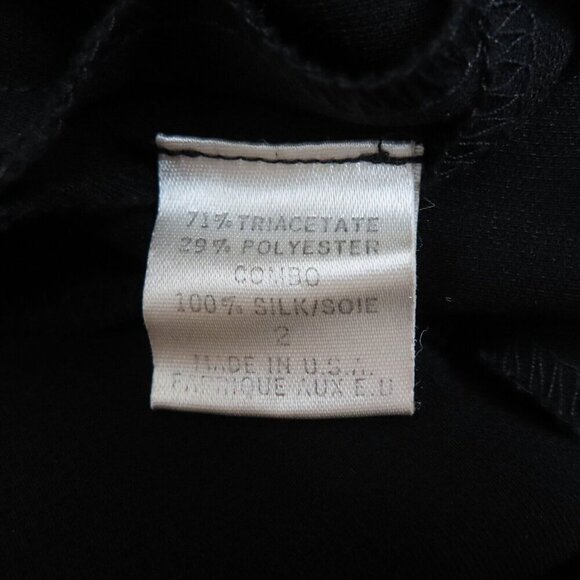 71% TRIACETATE
29% POLYESTER
COMBO
100% SILK/SOIE
2
MADE IN U.S.A.
FABRIQUE AUX E.U